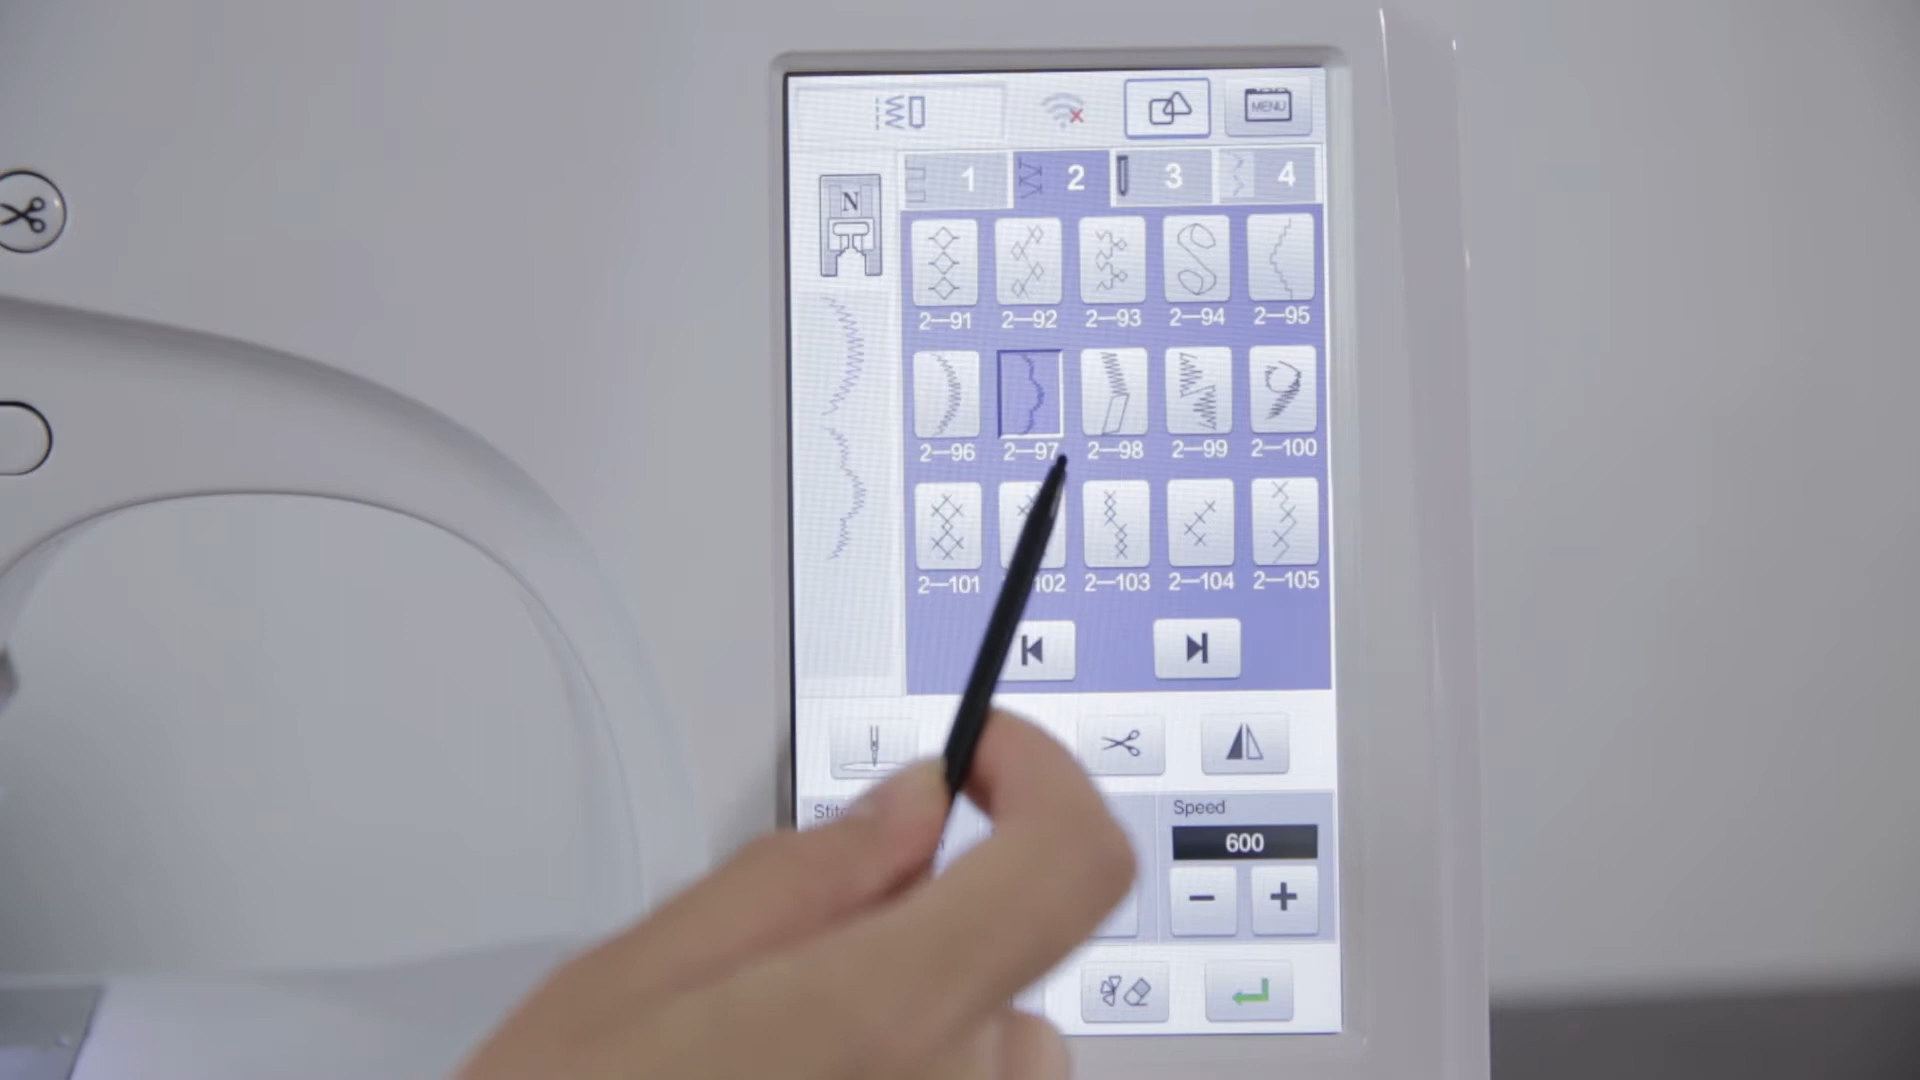 MENU
1 2 3 4
N
2—91 2—92 2—93 2—94 2—95
2—96 2—97 2—98 2—99 2—100
2—101 102 2—103 2—104 2—105
Speed
600